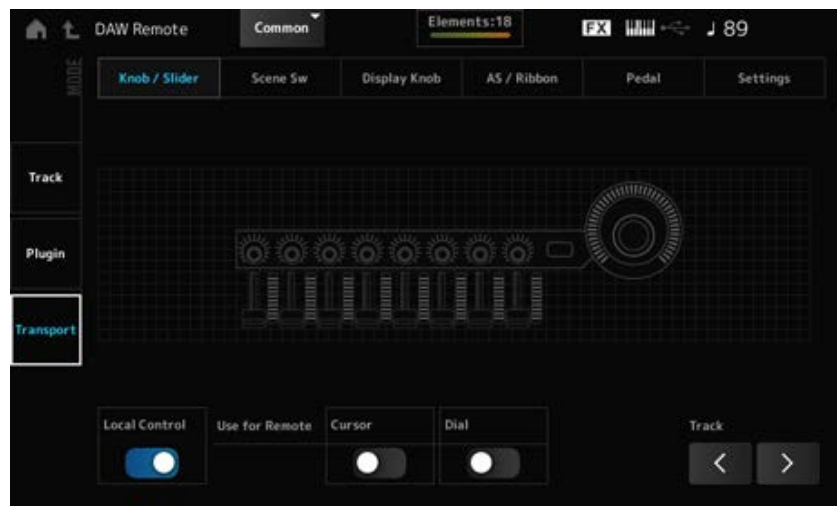 DAW Remote
Common
Elements:18
FX
♩ 89
MODE
Knob / Slider
Scene Sw
Display Knob
AS / Ribbon
Pedal
Settings
Track
Plugin
Transport
Local Control
Use for Remote
Cursor
Dial
Track